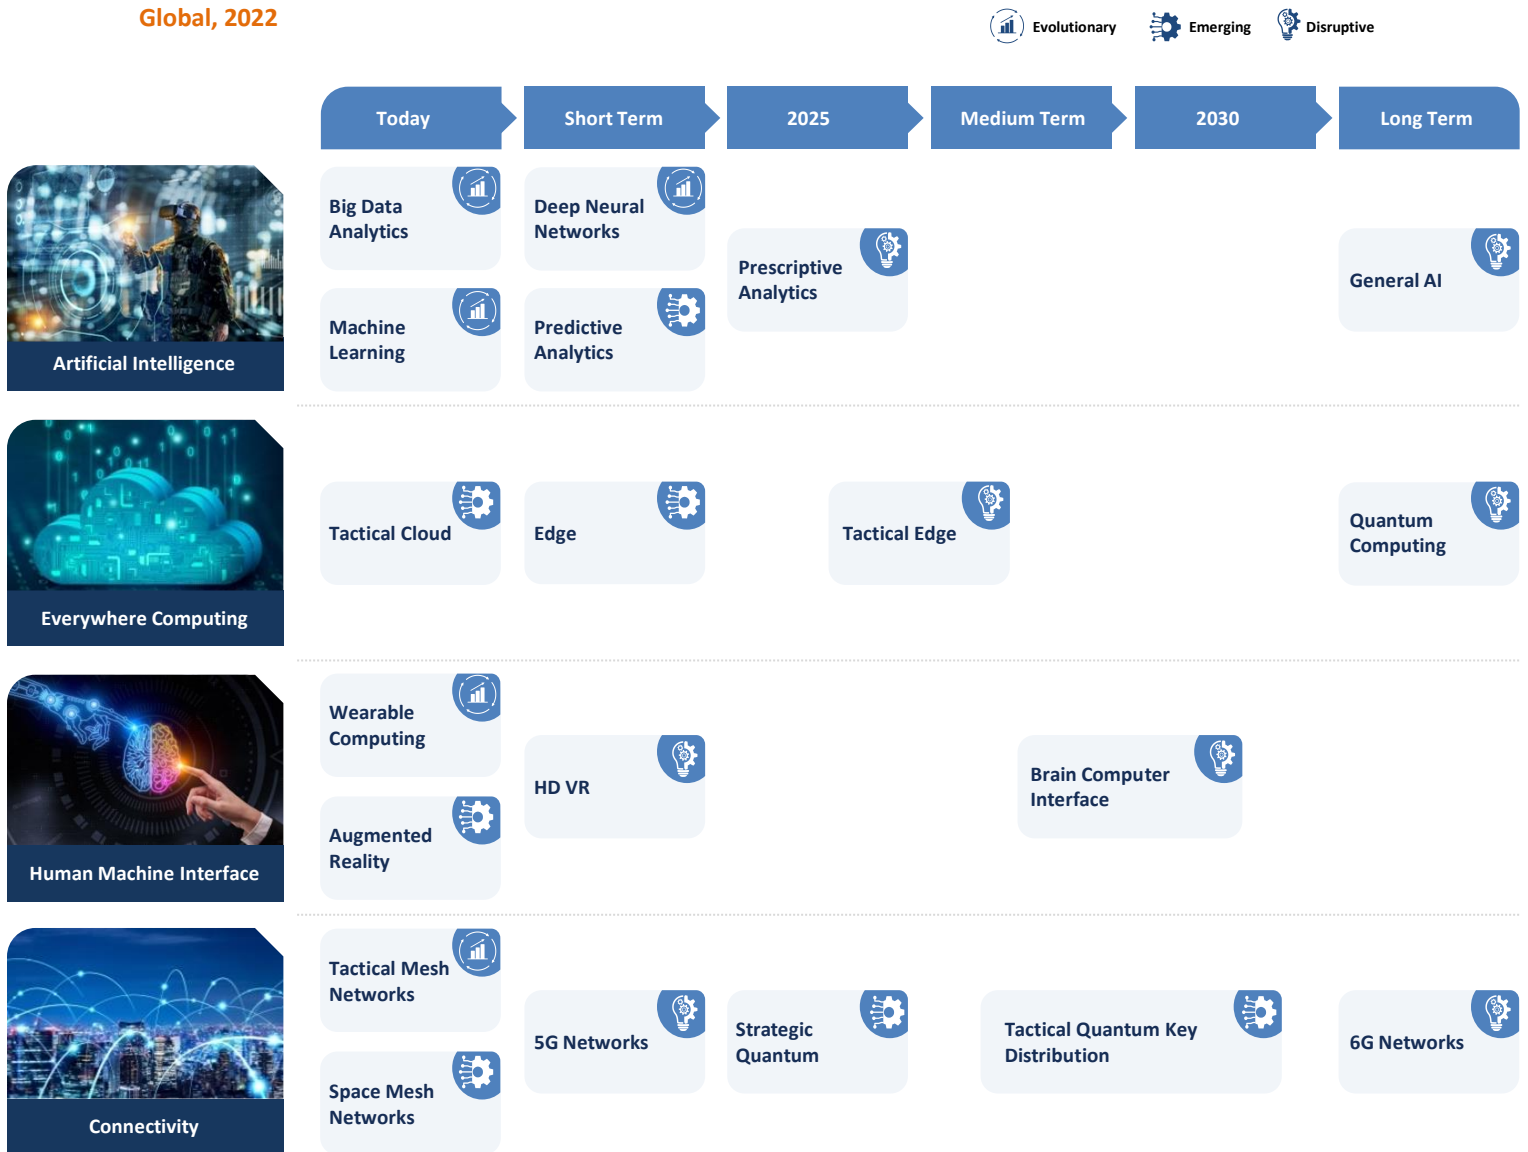 Global, 2022
Evolutionary
Emerging
Disruptive
Today
Short Term
2025
Medium Term
2030
Long Term
Artificial Intelligence
Big Data
Analytics
Machine
Learning
Deep Neural
Networks
Predictive
Analytics
Prescriptive
Analytics
General AI
Everywhere Computing
Tactical Cloud
Edge
Tactical Edge
Quantum
Computing
Human Machine Interface
Wearable
Computing
Augmented
Reality
HD VR
Brain Computer
Interface
Connectivity
Tactical Mesh
Networks
Space Mesh
Networks
5G Networks
Strategic
Quantum
Tactical Quantum Key
Distribution
6G Networks